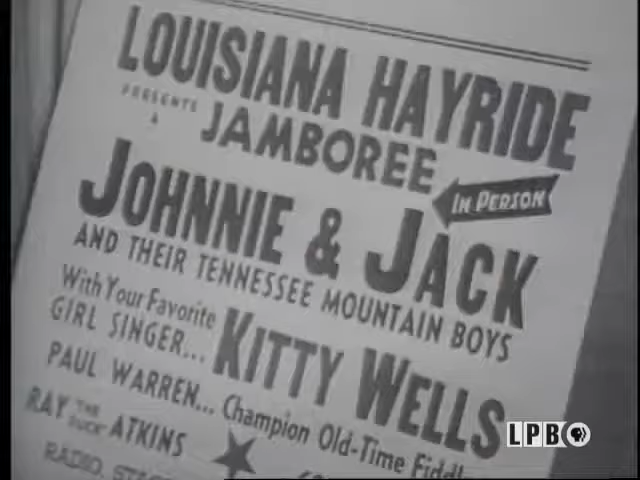 LOUISIANA HAYRIDE
PRESENTS
A
JAMBOREE
IN PERSON
JOHNNIE & JACK
AND THEIR TENNESSEE MOUNTAIN BOYS
With Your Favorite
GIRL SINGER... KITTY WELLS
PAUL WARREN... Champion Old-Time
RAY THE "DUCK" ATKINS
RADIO
LPB